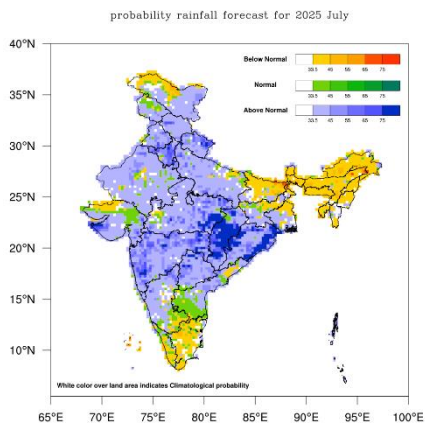 probability rainfall forecast for 2025 July
40°N
35°N
30°N
25°N
20°N
15°N
10°N
Below Normal
33.5 45 55 65 75
Normal
33.5 45 55 65 75
Above Normal
33.5 45 55 65 75
White color over land area indicates Climatological probability
65°E 70°E 75°E 80°E 85°E 90°E 95°E 100°E